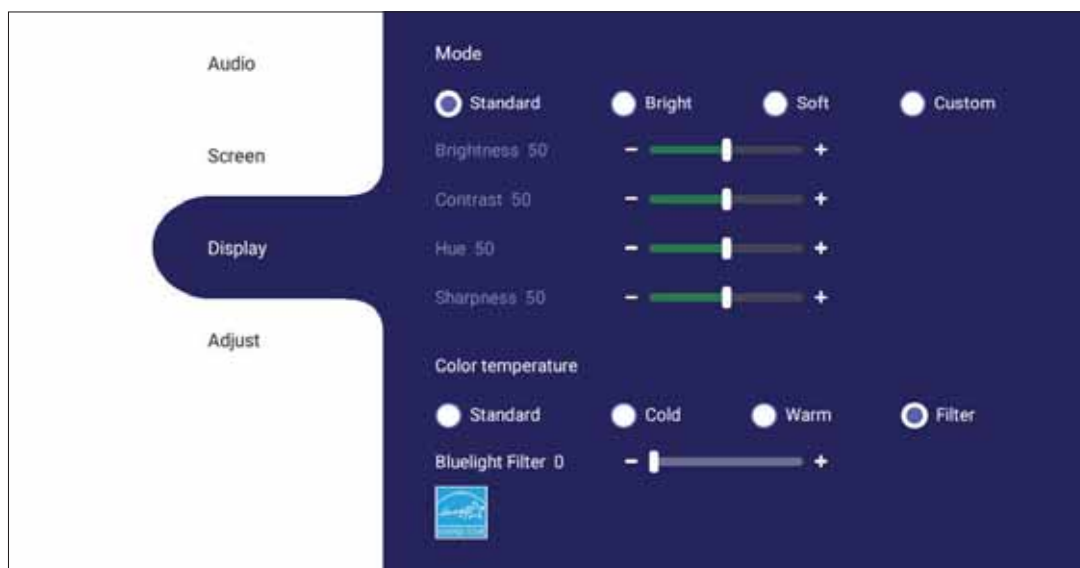 Audio
Screen
Display
Adjust
Mode
Standard Bright Soft Custom
Brightness 50 - +
Contrast 50 - +
Hue 50 - +
Sharpness 50 - +
Color temperature
Standard Cold Warm Filter
Bluelight Filter 0 - +